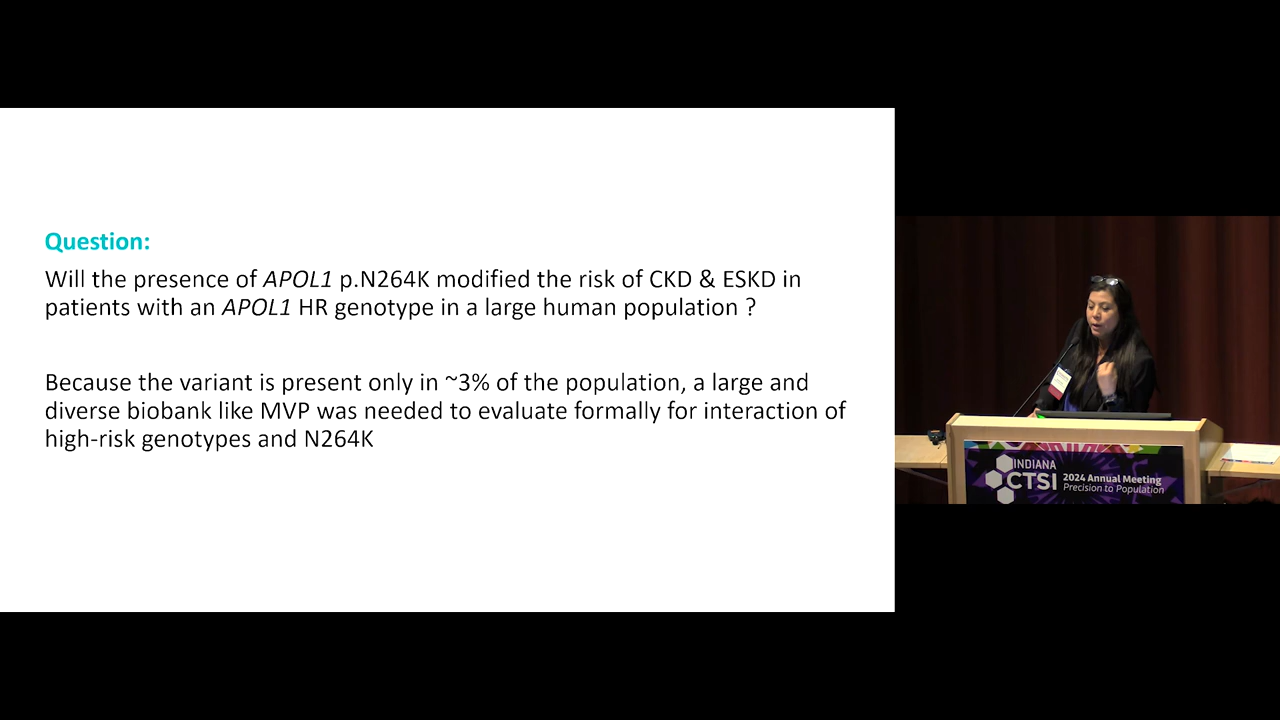 Question:
Will the presence of APOL1 p.N264K modified the risk of CKD & ESKD in
patients with an APOL1 HR genotype in a large human population ?
Because the variant is present only in ~3% of the population, a large and
diverse biobank like MVP was needed to evaluate formally for interaction of
high-risk genotypes and N264K
INDIANA
CTSI
2024 Annual Meeting
Precision to Population